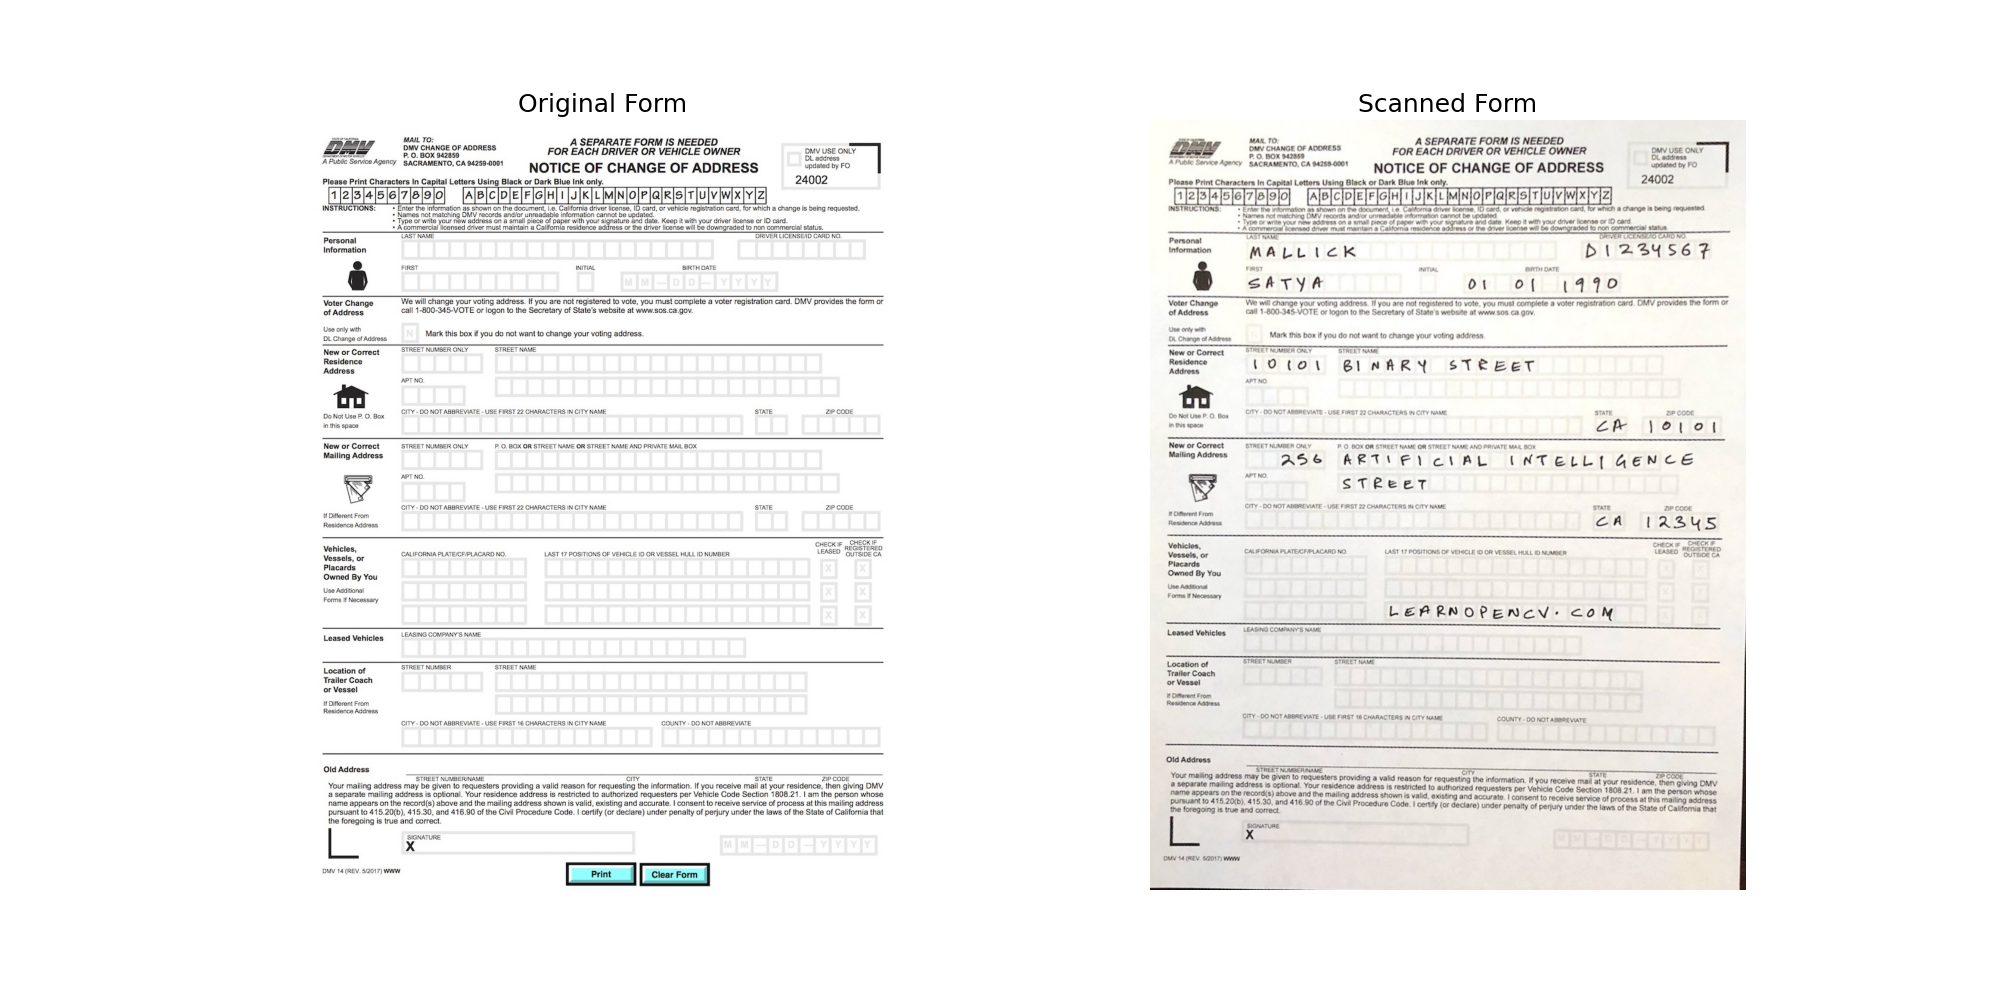 Original Form
STATE OF CALIFORNIA
DMV
A Public Service Agency
MAIL TO:
DMV CHANGE OF ADDRESS
P. O. BOX 942859
SACRAMENTO, CA 94259-0001
A SEPARATE FORM IS NEEDED
FOR EACH DRIVER OR VEHICLE OWNER
NOTICE OF CHANGE OF ADDRESS
DMV USE ONLY
DL address
updated by FO
24002
Please Print Characters In Capital Letters Using Black or Dark Blue Ink only.
1234567890 ABCDEFGHIJKLMNOPQRSTUVWXYZ
INSTRUCTIONS:
• Enter the information as shown on the document, i.e. California driver license, ID card, or vehicle registration card, for which a change is being requested.
• Names not matching DMV records and/or unreadable information cannot be updated.
• Type or write your new address on a small piece of paper with your signature and date. Keep it with your driver license or ID card.
• A commercial licensed driver must maintain a California residence address or the driver license will be downgraded to non commercial status.
Personal
Information
LAST NAME
DRIVER LICENSE/ID CARD NO.
FIRST
INITIAL
BIRTH DATE
MM—DD—YYYY
Voter Change
of Address
We will change your voting address. If you are not registered to vote, you must complete a voter registration card. DMV provides the form or
call 1-800-345-VOTE or logon to the Secretary of State's website at www.sos.ca.gov.
Use only with
DL Change of Address
N
Mark this box if you do not want to change your voting address.
New or Correct
Residence
Address
STREET NUMBER ONLY
STREET NAME
APT NO.
Do Not Use P. O. Box
in this space
CITY - DO NOT ABBREVIATE - USE FIRST 22 CHARACTERS IN CITY NAME
STATE
ZIP CODE
New or Correct
Mailing Address
STREET NUMBER ONLY
P. O. BOX OR STREET NAME OR STREET NAME AND PRIVATE MAIL BOX
APT NO.
If Different From
Residence Address
CITY - DO NOT ABBREVIATE - USE FIRST 22 CHARACTERS IN CITY NAME
STATE
ZIP CODE
Vehicles,
Vessels, or
Placards
Owned By You
Use Additional
Forms If Necessary
CALIFORNIA PLATE/CF/PLACARD NO.
LAST 17 POSITIONS OF VEHICLE ID OR VESSEL HULL ID NUMBER
CHECK IF
LEASED
CHECK IF
REGISTERED
OUTSIDE CA
X X
X X
X X
Leased Vehicles
LEASING COMPANY'S NAME
Location of
Trailer Coach
or Vessel
If Different From
Residence Address
STREET NUMBER
STREET NAME
CITY - DO NOT ABBREVIATE - USE FIRST 16 CHARACTERS IN CITY NAME
COUNTY - DO NOT ABBREVIATE
Old Address
STREET NUMBER/NAME
CITY
STATE
ZIP CODE
Your mailing address may be given to requesters providing a valid reason for requesting the information. If you receive mail at your residence, then giving DMV
a separate mailing address is optional. Your residence address is restricted to authorized requesters per Vehicle Code Section 1808.21. I am the person whose
name appears on the record(s) above and the mailing address shown is valid, existing and accurate. I consent to receive service of process at this mailing address
pursuant to 415.20(b), 415.30, and 416.90 of the Civil Procedure Code. I certify (or declare) under penalty of perjury under the laws of the State of California that
the foregoing is true and correct.
SIGNATURE
X
MM—DD—YYYY
DMV 14 (REV. 5/2017) WWW
Print
Clear Form
Scanned Form
DMV
A Public Service Agency
MAIL TO:
DMV CHANGE OF ADDRESS
P. O. BOX 942859
SACRAMENTO, CA 94259-0001
A SEPARATE FORM IS NEEDED
FOR EACH DRIVER OR VEHICLE OWNER
NOTICE OF CHANGE OF ADDRESS
DMV USE ONLY
DL address
updated by FO
24002
Please Print Characters In Capital Letters Using Black or Dark Blue Ink only.
1234567890 ABCDEFGHIJKLMNOPQRSTUVWXYZ
INSTRUCTIONS:
• Enter the information as shown on the document, i.e. California driver license, ID card, or vehicle registration card, for which a change is being requested.
• Names not matching DMV records and/or unreadable information cannot be updated.
• Type or write your new address on a small piece of paper with your signature and date. Keep it with your driver license or ID card.
• A commercial licensed driver must maintain a California residence address or the driver license will be downgraded to non commercial status.
Personal
Information
LAST NAME
DRIVER LICENSE/ID CARD NO.
MALLICK
D1234567
FIRST
INITIAL
BIRTH DATE
SATYA
01 01 1990
Voter Change
of Address
We will change your voting address. If you are not registered to vote, you must complete a voter registration card. DMV provides the form or
call 1-800-345-VOTE or logon to the Secretary of State's website at www.sos.ca.gov.
Use only with
DL Change of Address
Mark this box if you do not want to change your voting address.
New or Correct
Residence
Address
STREET NUMBER ONLY
STREET NAME
10101 BINARY STREET
APT NO.
Do Not Use P. O. Box
in this space
CITY - DO NOT ABBREVIATE - USE FIRST 22 CHARACTERS IN CITY NAME
STATE
ZIP CODE
CA 10101
New or Correct
Mailing Address
STREET NUMBER ONLY
P. O. BOX OR STREET NAME OR STREET NAME AND PRIVATE MAIL BOX
256 ARTIFICIAL INTELLIGENCE
APT NO.
STREET
If Different From
Residence Address
CITY - DO NOT ABBREVIATE - USE FIRST 22 CHARACTERS IN CITY NAME
STATE
ZIP CODE
CA 12345
Vehicles,
Vessels, or
Placards
Owned By You
Use Additional
Forms If Necessary
CALIFORNIA PLATE/CF/PLACARD NO.
LAST 17 POSITIONS OF VEHICLE ID OR VESSEL HULL ID NUMBER
CHECK IF
LEASED
CHECK IF
REGISTERED
OUTSIDE CA
LEARNOPENCV.COM
Leased Vehicles
LEASING COMPANY'S NAME
Location of
Trailer Coach
or Vessel
If Different From
Residence Address
STREET NUMBER
STREET NAME
CITY - DO NOT ABBREVIATE - USE FIRST 16 CHARACTERS IN CITY NAME
COUNTY - DO NOT ABBREVIATE
Old Address
STREET NUMBER/NAME
CITY
STATE
ZIP CODE
Your mailing address may be given to requesters providing a valid reason for requesting the information. If you receive mail at your residence, then giving DMV
a separate mailing address is optional. Your residence address is restricted to authorized requesters per Vehicle Code Section 1808.21. I am the person whose
name appears on the record(s) above and the mailing address shown is valid, existing and accurate. I consent to receive service of process at this mailing address
pursuant to 415.20(b), 415.30, and 416.90 of the Civil Procedure Code. I certify (or declare) under penalty of perjury under the laws of the State of California that
the foregoing is true and correct.
SIGNATURE
X
MM—DD—YYYY
DMV 14 (REV. 5/2017) WWW